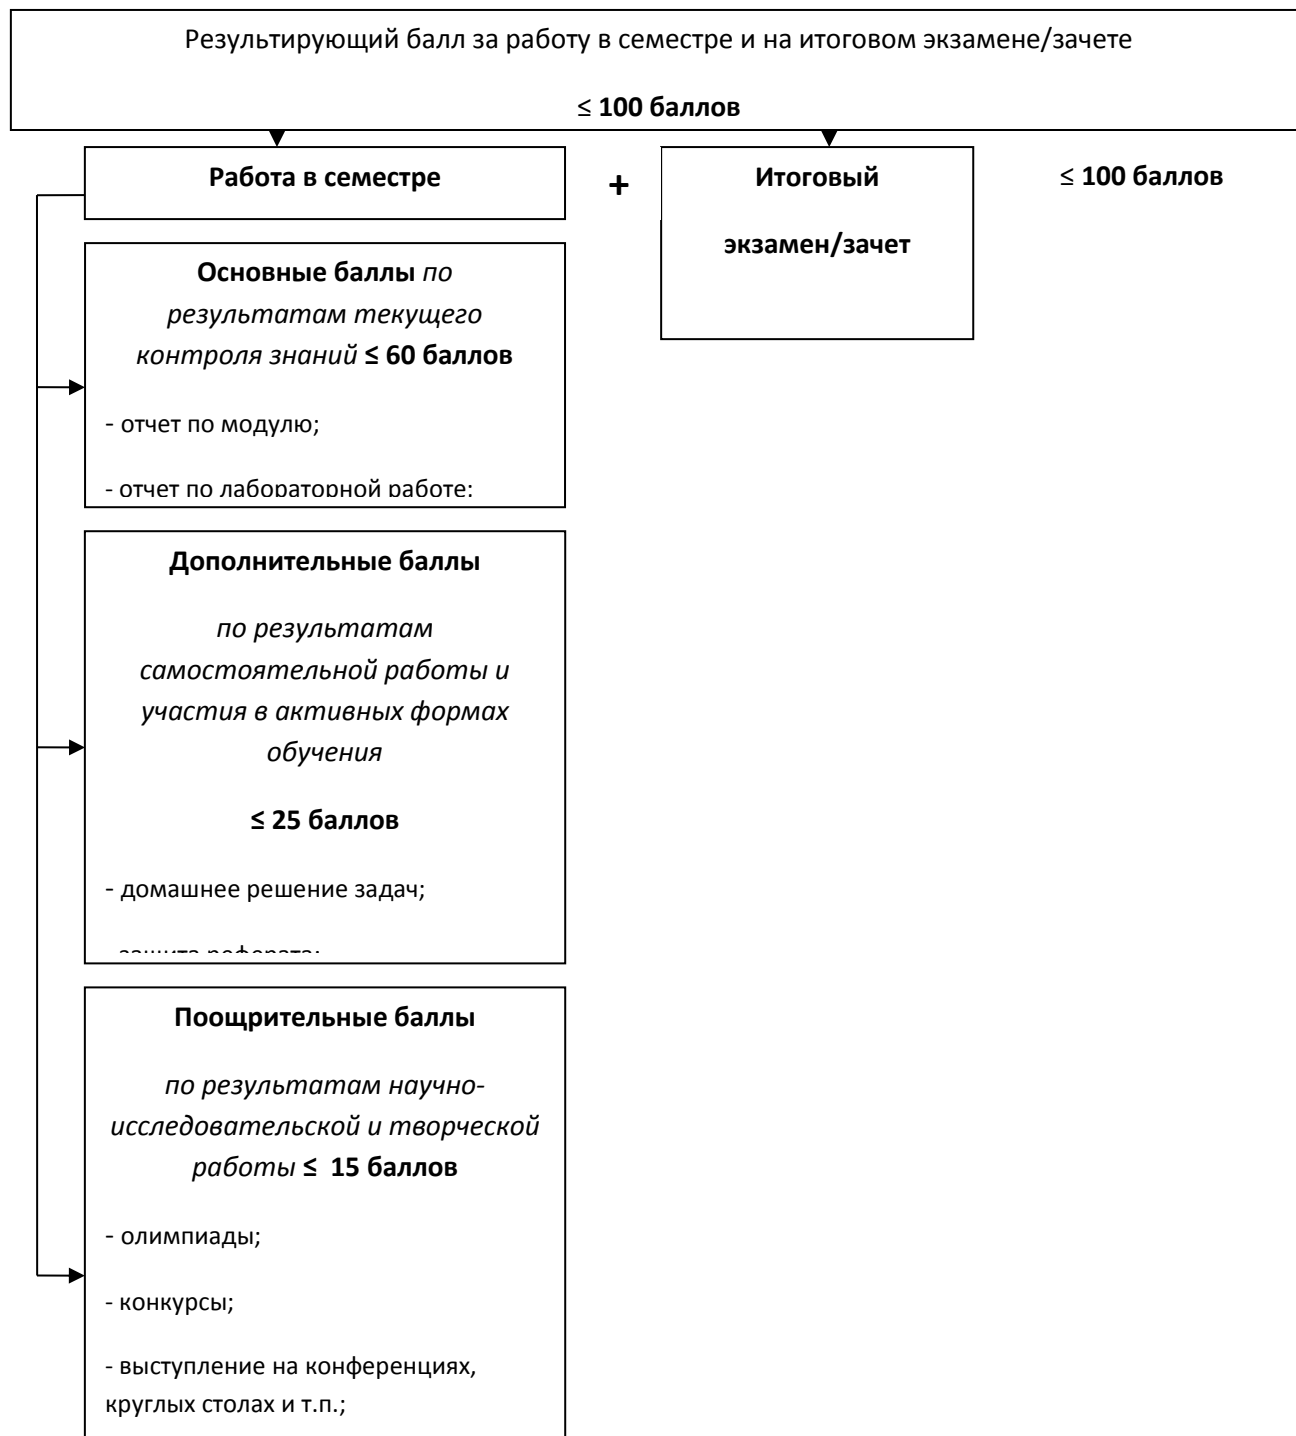 Результирующий балл за работу в семестре и на итоговом экзамене/зачете
≤ 100 баллов
Работа в семестре
+
Итоговый
экзамен/зачет
≤ 100 баллов
Основные баллы по
результатам текущего
контроля знаний ≤ 60 баллов
- отчет по модулю;
- отчет по лабораторной работе;
Дополнительные баллы
по результатам
самостоятельной работы и
участия в активных формах
обучения
≤ 25 баллов
- домашнее решение задач;
- защита реферата;
Поощрительные баллы
по результатам научно-
исследовательской и творческой
работы ≤ 15 баллов
- олимпиады;
- конкурсы;
- выступление на конференциях,
круглых столах и т.п.;